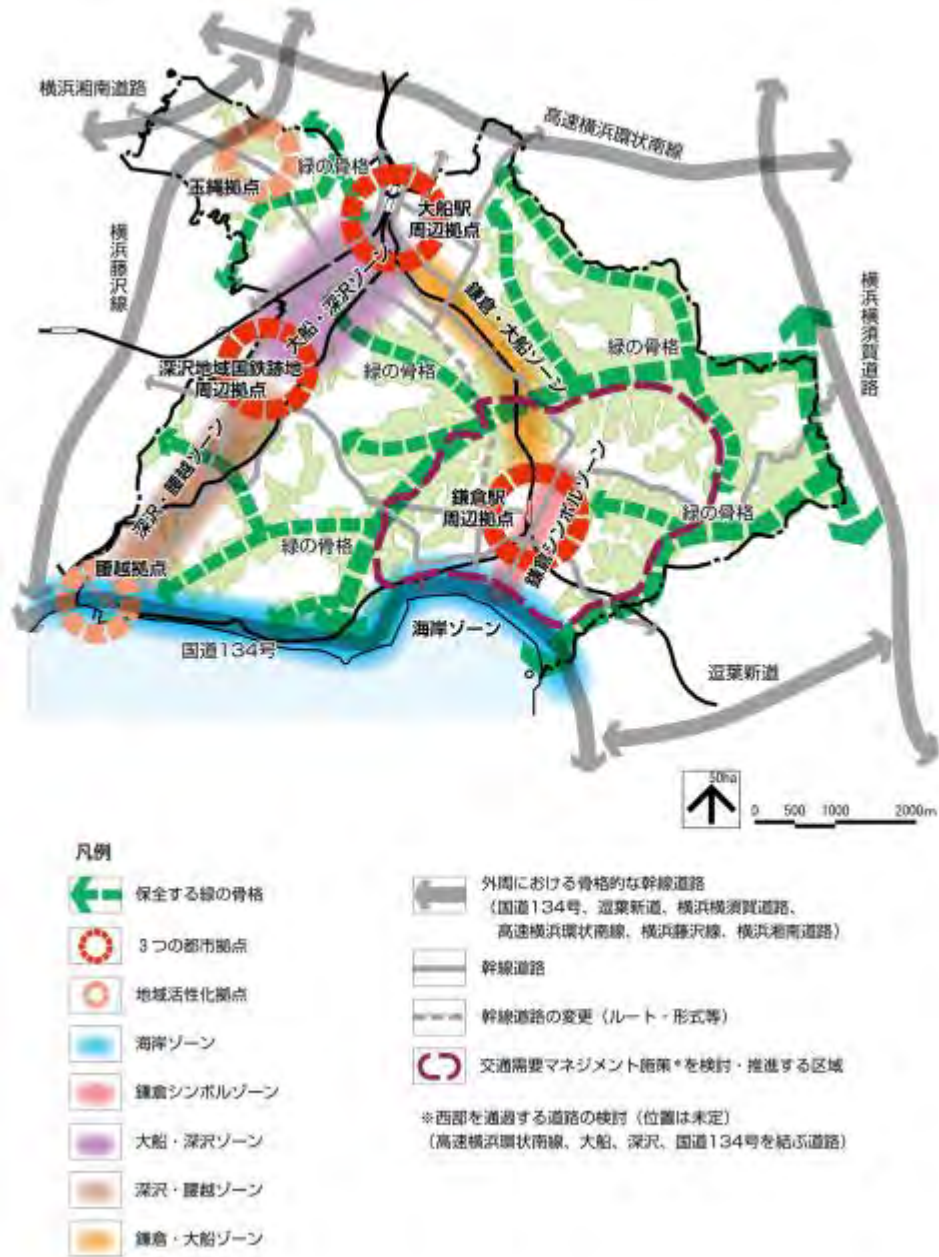 横浜湘南道路
高速横浜環状南線
緑の骨格
玉縄拠点
大船駅
周辺拠点
横浜藤沢線
大船・深沢ゾーン
鎌倉・大船ゾーン
横浜横須賀道路
緑の骨格
深沢地域国鉄跡地
周辺拠点
緑の骨格
深沢・腰越ゾーン
鎌倉駅
周辺拠点
鎌倉シンボルゾーン
緑の骨格
緑の骨格
腰越拠点
海岸ゾーン
国道134号
逗葉新道
50ha
0 500 1000 2000m
凡例
保全する緑の骨格
3つの都市拠点
地域活性化拠点
海岸ゾーン
鎌倉シンボルゾーン
大船・深沢ゾーン
深沢・腰越ゾーン
鎌倉・大船ゾーン
外周における骨格的な幹線道路
(国道134号、逗葉新道、横浜横須賀道路、
高速横浜環状南線、横浜藤沢線、横浜湘南道路)
幹線道路
幹線道路の変更(ルート・形式等)
交通需要マネジメント施策*を検討・推進する区域
※西部を通過する道路の検討(位置は未定)
(高速横浜環状南線、大船、深沢、国道134号を結ぶ道路)